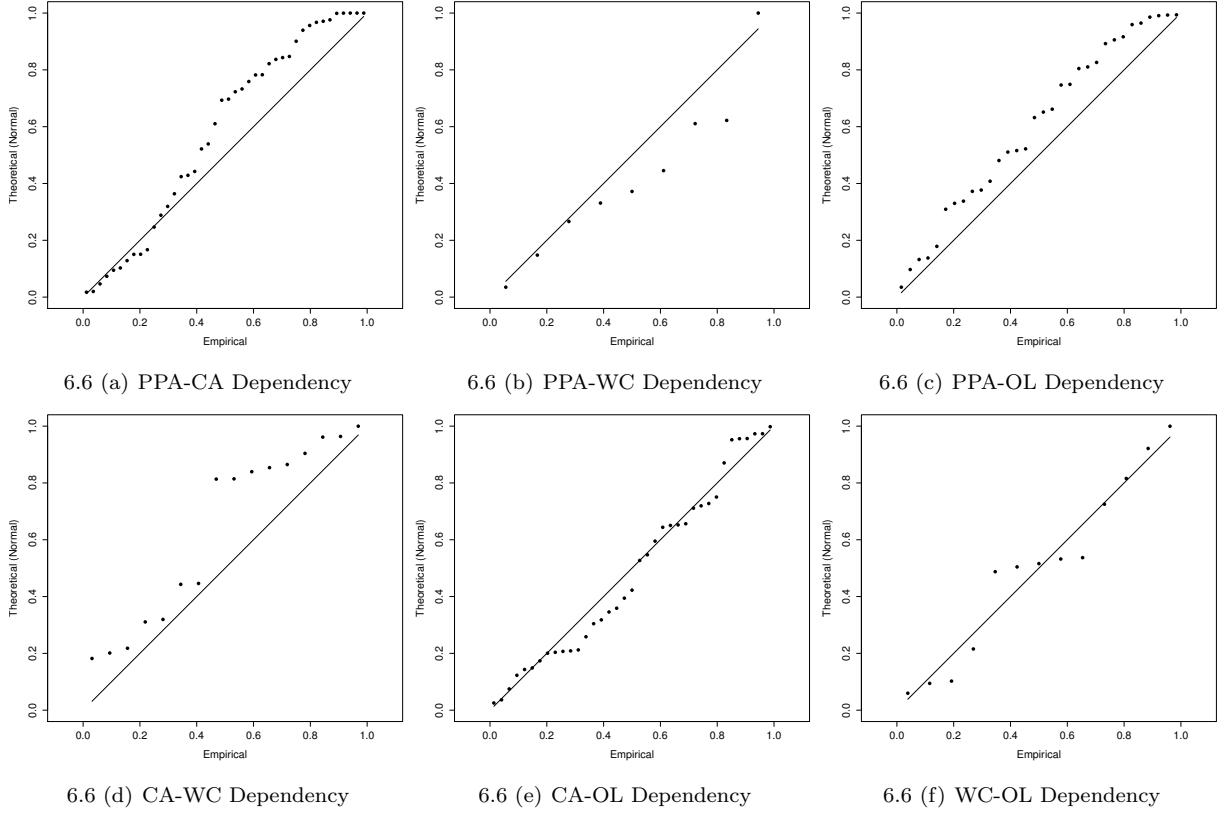 Theoretical (Normal)
0.0 0.2 0.4 0.6 0.8 1.0
0.0 0.2 0.4 0.6 0.8 1.0
Empirical
6.6 (a) PPA-CA Dependency
Theoretical (Normal)
0.0 0.2 0.4 0.6 0.8 1.0
0.0 0.2 0.4 0.6 0.8 1.0
Empirical
6.6 (b) PPA-WC Dependency
Theoretical (Normal)
0.0 0.2 0.4 0.6 0.8 1.0
0.0 0.2 0.4 0.6 0.8 1.0
Empirical
6.6 (c) PPA-OL Dependency
Theoretical (Normal)
0.0 0.2 0.4 0.6 0.8 1.0
0.0 0.2 0.4 0.6 0.8 1.0
Empirical
6.6 (d) CA-WC Dependency
Theoretical (Normal)
0.0 0.2 0.4 0.6 0.8 1.0
0.0 0.2 0.4 0.6 0.8 1.0
Empirical
6.6 (e) CA-OL Dependency
Theoretical (Normal)
0.0 0.2 0.4 0.6 0.8 1.0
0.0 0.2 0.4 0.6 0.8 1.0
Empirical
6.6 (f) WC-OL Dependency